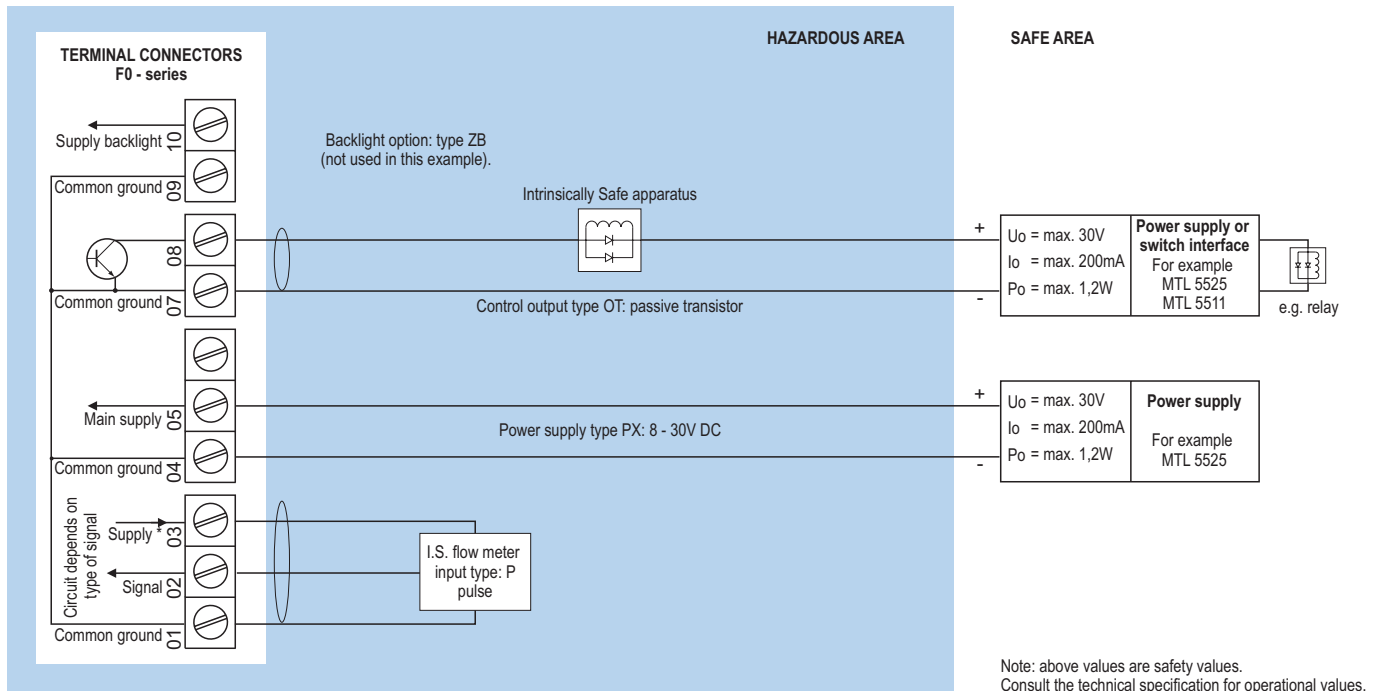 HAZARDOUS AREA
SAFE AREA
TERMINAL CONNECTORS
F0 - series
Supply backlight
10
Common ground
09
08
Common ground
07
Main supply
05
Common ground
04
Circuit depends on
type of signal
Supply *
03
Signal
02
Common ground
01
Backlight option: type ZB
(not used in this example).
Intrinsically Safe apparatus
Control output type OT: passive transistor
Power supply type PX: 8 - 30V DC
I.S. flow meter
input type: P
pulse
+
-
Uo = max. 30V
Io = max. 200mA
Po = max. 1,2W
Power supply or
switch interface
For example
MTL 5525
MTL 5511
e.g. relay
+
-
Uo = max. 30V
Io = max. 200mA
Po = max. 1,2W
Power supply
For example
MTL 5525
Note: above values are safety values.
Consult the technical specification for operational values.